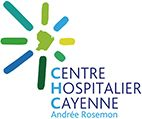 CENTRE
HOSPITALIER
CAYENNE
Andrée Rosemon